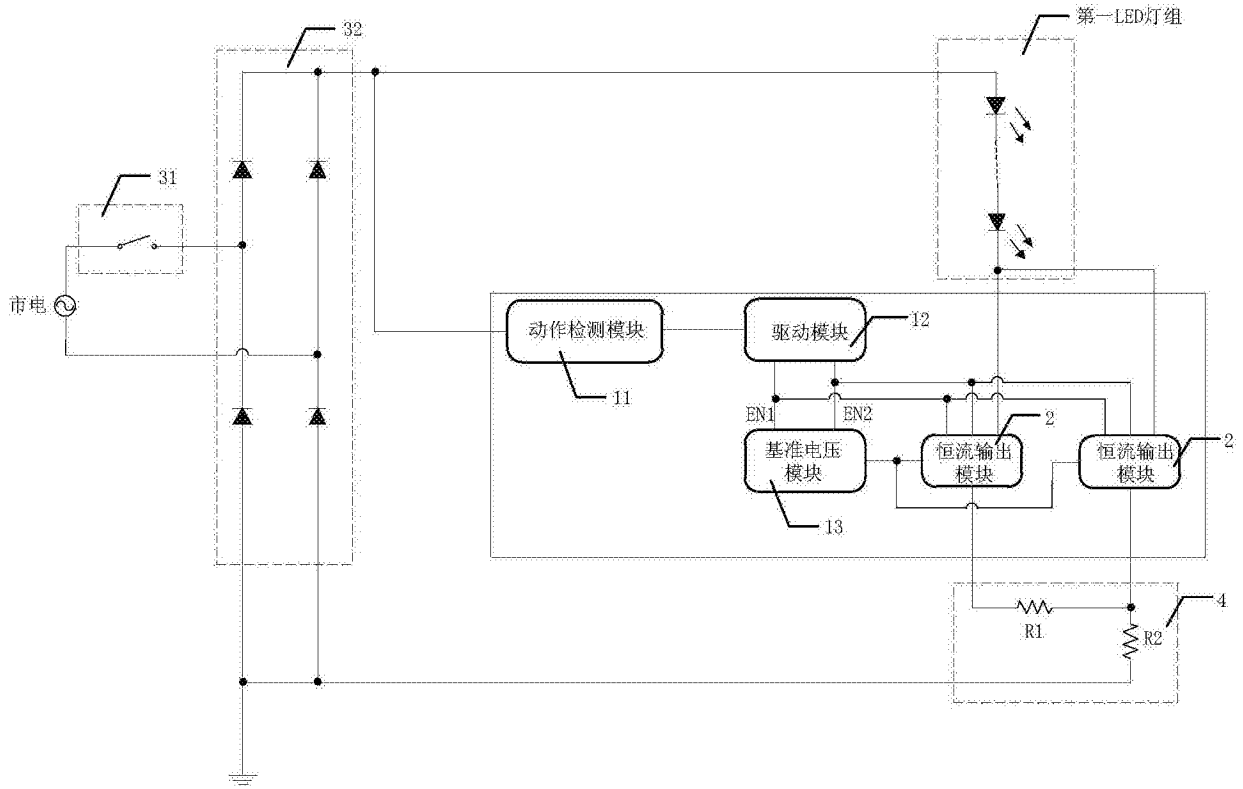 第一LED灯组
32
31
市电
动作检测模块
驱动模块
12
11
EN1
EN2
2
2
基准电压
模块
恒流输出
模块
恒流输出
模块
13
4
R1
R2